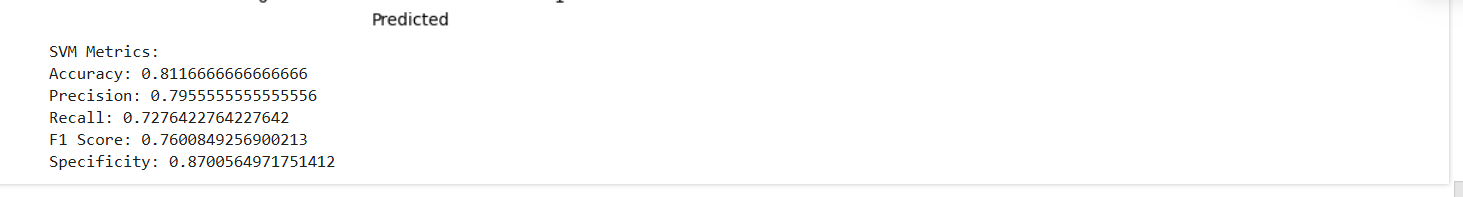 Predicted
SVM Metrics:
Accuracy: 0.8116666666666666
Precision: 0.7955555555555556
Recall: 0.7276422764227642
F1 Score: 0.7600849256900213
Specificity: 0.8700564971751412